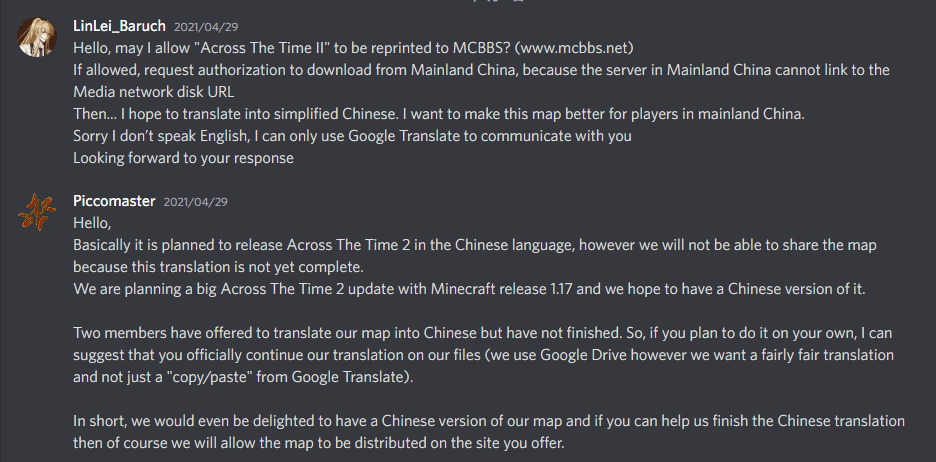 LinLei_Baruch 2021/04/29
Hello, may I allow "Across The Time II" to be reprinted to MCBBS? (www.mcbbs.net)
If allowed, request authorization to download from Mainland China, because the server in Mainland China cannot link to the
Media network disk URL
Then... I hope to translate into simplified Chinese. I want to make this map better for players in mainland China.
Sorry I don't speak English, I can only use Google Translate to communicate with you
Looking forward to your response
Piccomaster 2021/04/29
Hello,
Basically it is planned to release Across The Time 2 in the Chinese language, however we will not be able to share the map
because this translation is not yet complete.
We are planning a big Across The Time 2 update with Minecraft release 1.17 and we hope to have a Chinese version of it.
Two members have offered to translate our map into Chinese but have not finished. So, if you plan to do it on your own, I can
suggest that you officially continue our translation on our files (we use Google Drive however we want a fairly fair translation
and not just a "copy/paste" from Google Translate).
In short, we would even be delighted to have a Chinese version of our map and if you can help us finish the Chinese translation
then of course we will allow the map to be distributed on the site you offer.